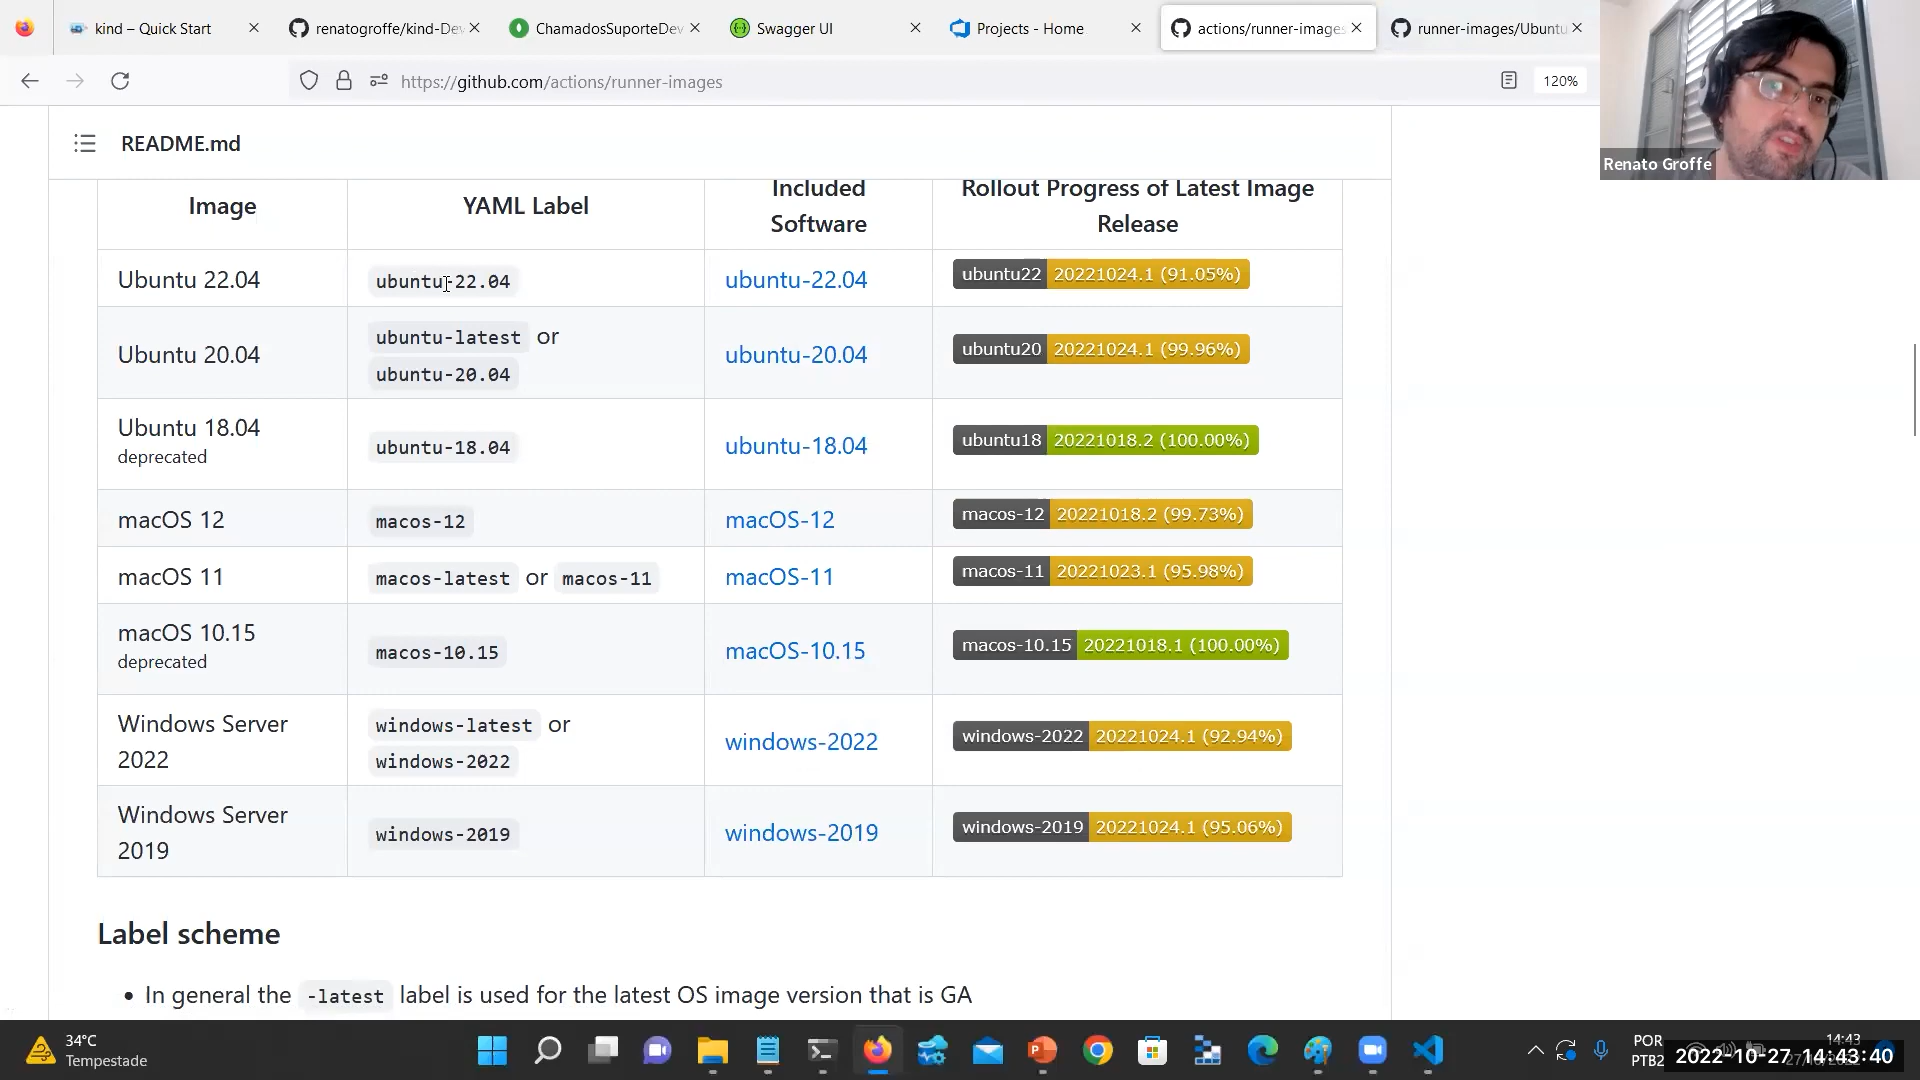 kind – Quick Start
renatogroffe/kind-Dev
ChamadosSuporteDev
Swagger UI
Projects - Home
actions/runner-images
runner-images/Ubuntu
https://github.com/actions/runner-images
120%
Renato Groffe
README.md
Image
YAML Label
Included
Software
Rollout Progress of Latest Image
Release
Ubuntu 22.04
ubuntu-22.04
ubuntu-22.04
ubuntu22 20221024.1 (91.05%)
Ubuntu 20.04
ubuntu-latest or
ubuntu-20.04
ubuntu-20.04
ubuntu20 20221024.1 (99.96%)
Ubuntu 18.04
deprecated
ubuntu-18.04
ubuntu-18.04
ubuntu18 20221018.2 (100.00%)
macOS 12
macos-12
macOS-12
macos-12 20221018.2 (99.73%)
macOS 11
macos-latest or macos-11
macOS-11
macos-11 20221023.1 (95.98%)
macOS 10.15
deprecated
macos-10.15
macOS-10.15
macos-10.15 20221018.1 (100.00%)
Windows Server
2022
windows-latest or
windows-2022
windows-2022
windows-2022 20221024.1 (92.94%)
Windows Server
2019
windows-2019
windows-2019
windows-2019 20221024.1 (95.06%)
Label scheme
• In general the -latest label is used for the latest OS image version that is GA
34°C
Tempestade
POR
PTB2
14:43
2022-10-27 14:43:40